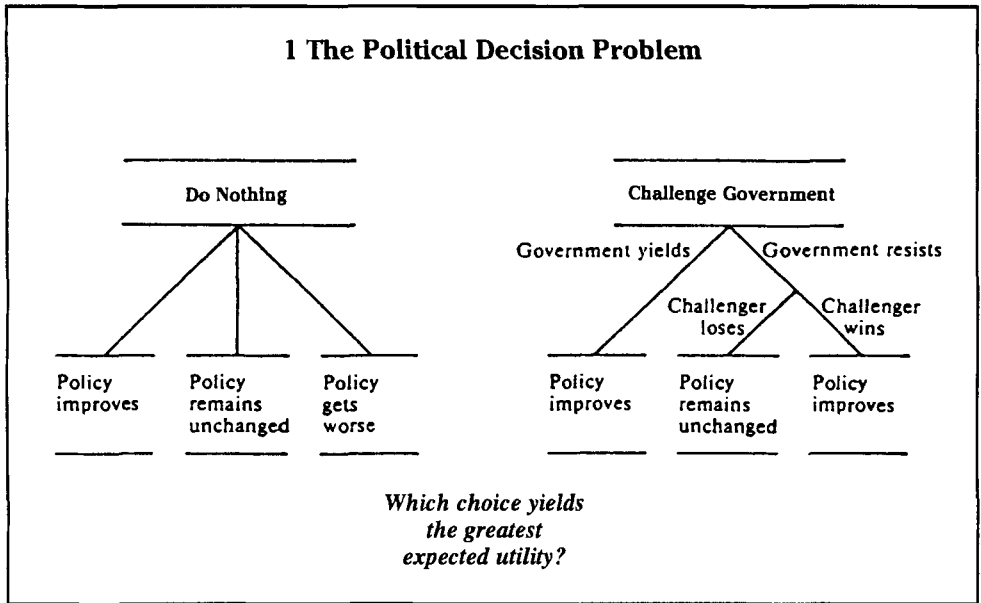 1 The Political Decision Problem
Do Nothing
Challenge Government
Government yields
Government resists
Challenger
loses
Challenger
wins
Policy
improves
Policy
remains
unchanged
Policy
gets
worse
Policy
improves
Policy
remains
unchanged
Policy
improves
Which choice yields
the greatest
expected utility?